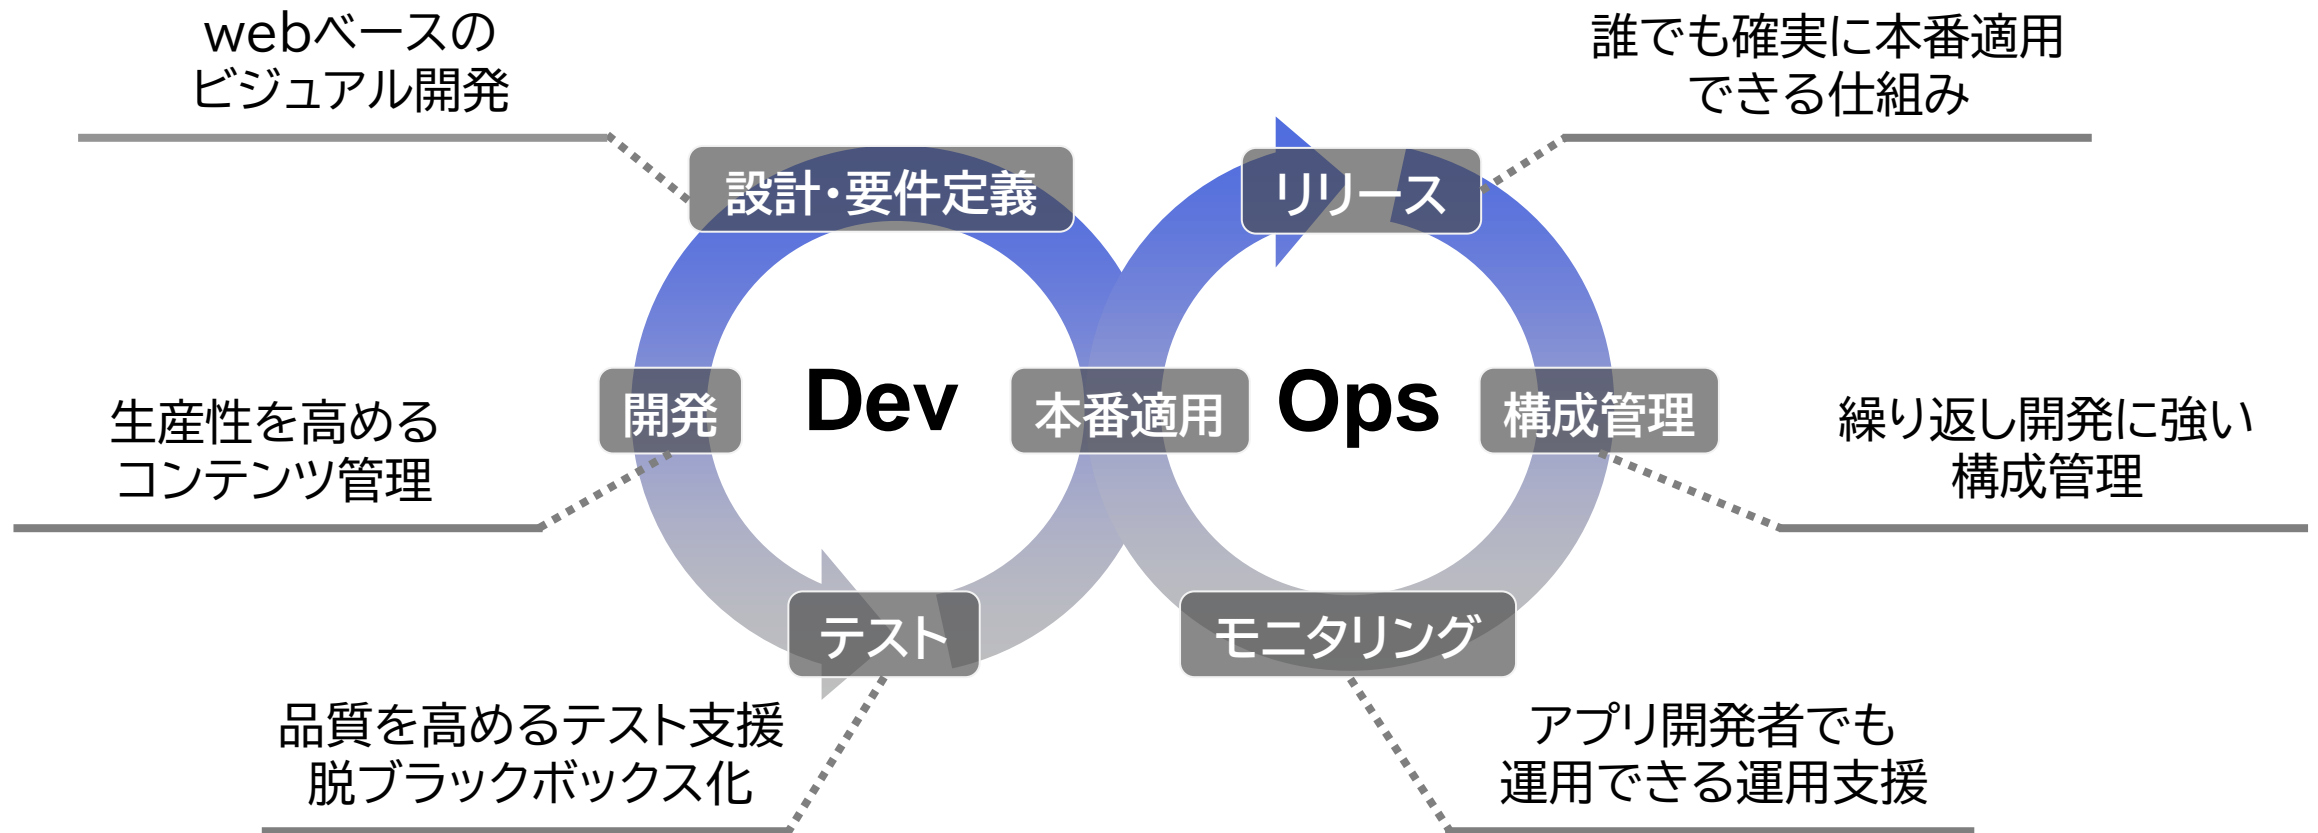 webベースの
ビジュアル開発
誰でも確実に本番適用
できる仕組み
設計・要件定義
リリース
Dev
Ops
開発
本番適用
構成管理
生産性を高める
コンテンツ管理
繰り返し開発に強い
構成管理
テスト
モニタリング
品質を高めるテスト支援
脱ブラックボックス化
アプリ開発者でも
運用できる運用支援